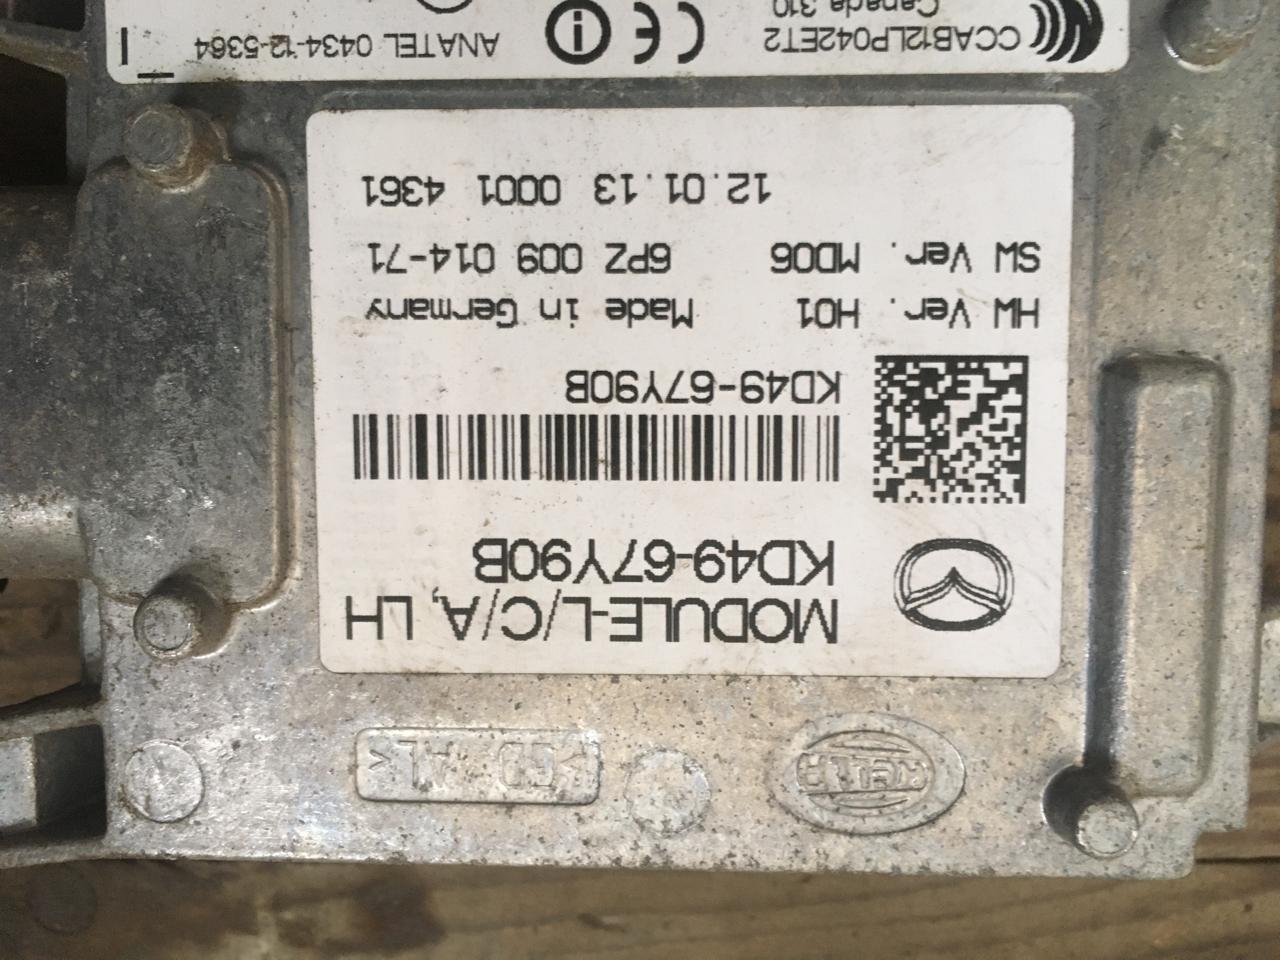 HELLA
MODULE-L/C/A, LH
KD49-67Y90B
KD49-67Y90B
HW Ver. H01 Made in Germany
SW Ver. MD06 6PZ 009 014-71
12.01.13 0001 4361
CCAB12LP042ET2
Canada 310
CE
ANATEL 0434-12-5364